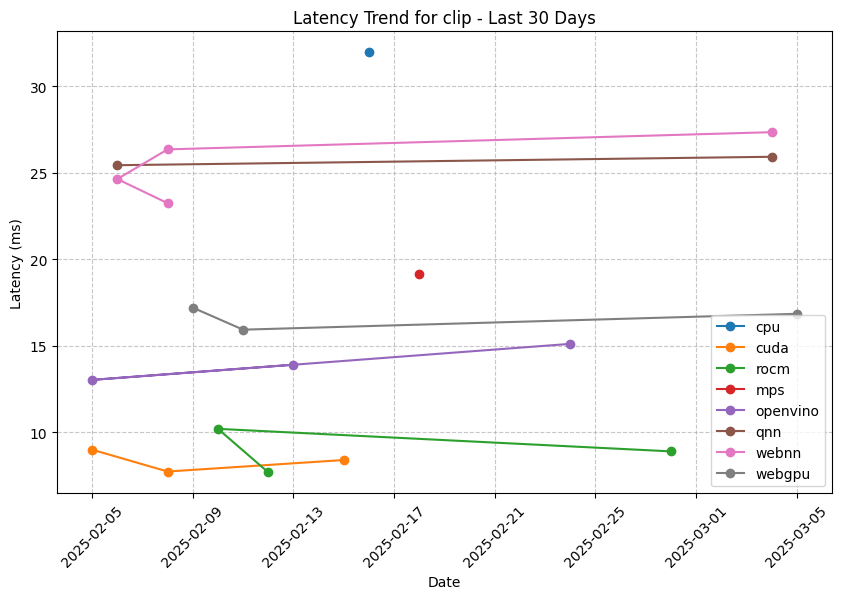 Latency Trend for clip - Last 30 Days
Latency (ms)
30
25
20
15
10
cpu
cuda
rocm
mps
openvino
qnn
webnn
webgpu
2025-02-05
2025-02-09
2025-02-13
2025-02-17
2025-02-21
2025-02-25
2025-03-01
2025-03-05
Date